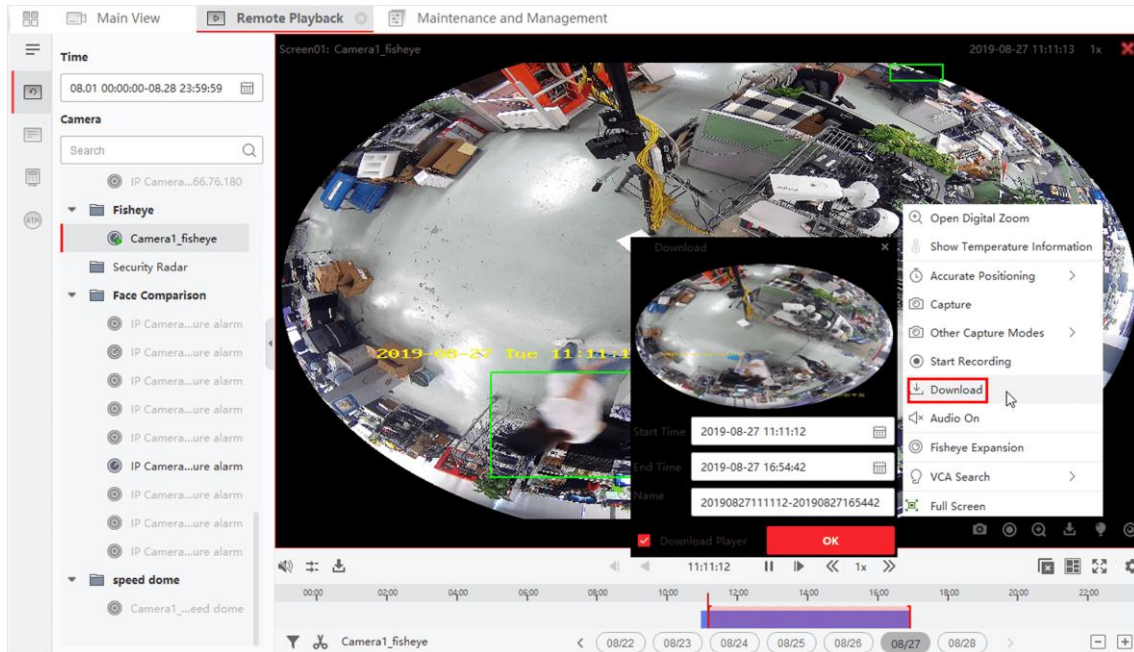 Main View
Remote Playback
Maintenance and Management
Time
08.01 00:00:00-08.28 23:59:59
Camera
Search
IP Camera...66.76.180
Fisheye
Camera1_fisheye
Security Radar
Face Comparison
IP Camera...ure alarm
IP Camera...ure alarm
IP Camera...ure alarm
IP Camera...ure alarm
IP Camera...ure alarm
IP Camera...ure alarm
IP Camera...ure alarm
IP Camera...ure alarm
IP Camera...ure alarm
speed dome
Camera1_...eed dome
ATM
Screen01: Camera1_fisheye
2019-08-27 11:11:13 1x
2019-08-27 Tue 11:11:1
Download
Start Time 2019-08-27 11:11:12
End Time 2019-08-27 16:54:42
Name 20190827111112-20190827165442
Download Player
OK
Open Digital Zoom
Show Temperature Information
Accurate Positioning
Capture
Other Capture Modes
Start Recording
Download
Audio On
Fisheye Expansion
VCA Search
Full Screen
11:11:12 1x
00:00 02:00 04:00 06:00 08:00 10:00 12:00 14:00 16:00 18:00 20:00 22:00
Camera1_fisheye
08/22 08/23 08/24 08/25 08/26 08/27 08/28